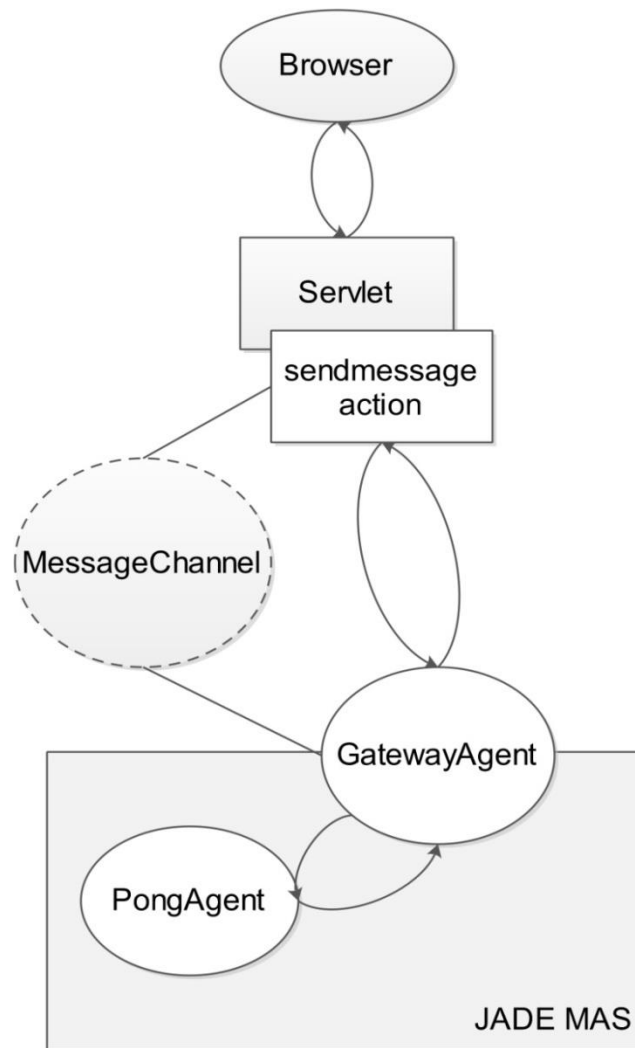 Browser
Servlet
sendmessage
action
MessageChannel
GatewayAgent
PongAgent
JADE MAS